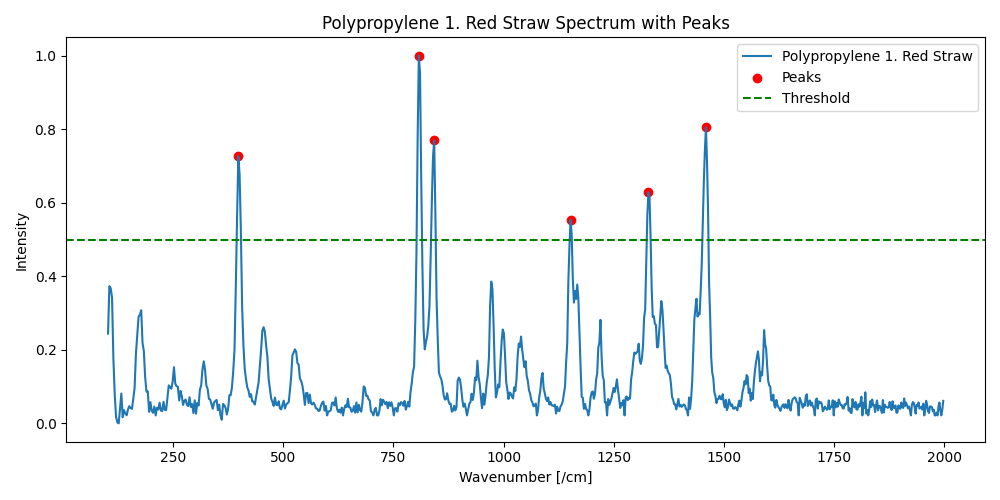 Polypropylene 1. Red Straw Spectrum with Peaks
Polypropylene 1. Red Straw
Peaks
Threshold
1.0
0.8
0.6
0.4
0.2
0.0
Intensity
250 500 750 1000 1250 1500 1750 2000
Wavenumber [/cm]